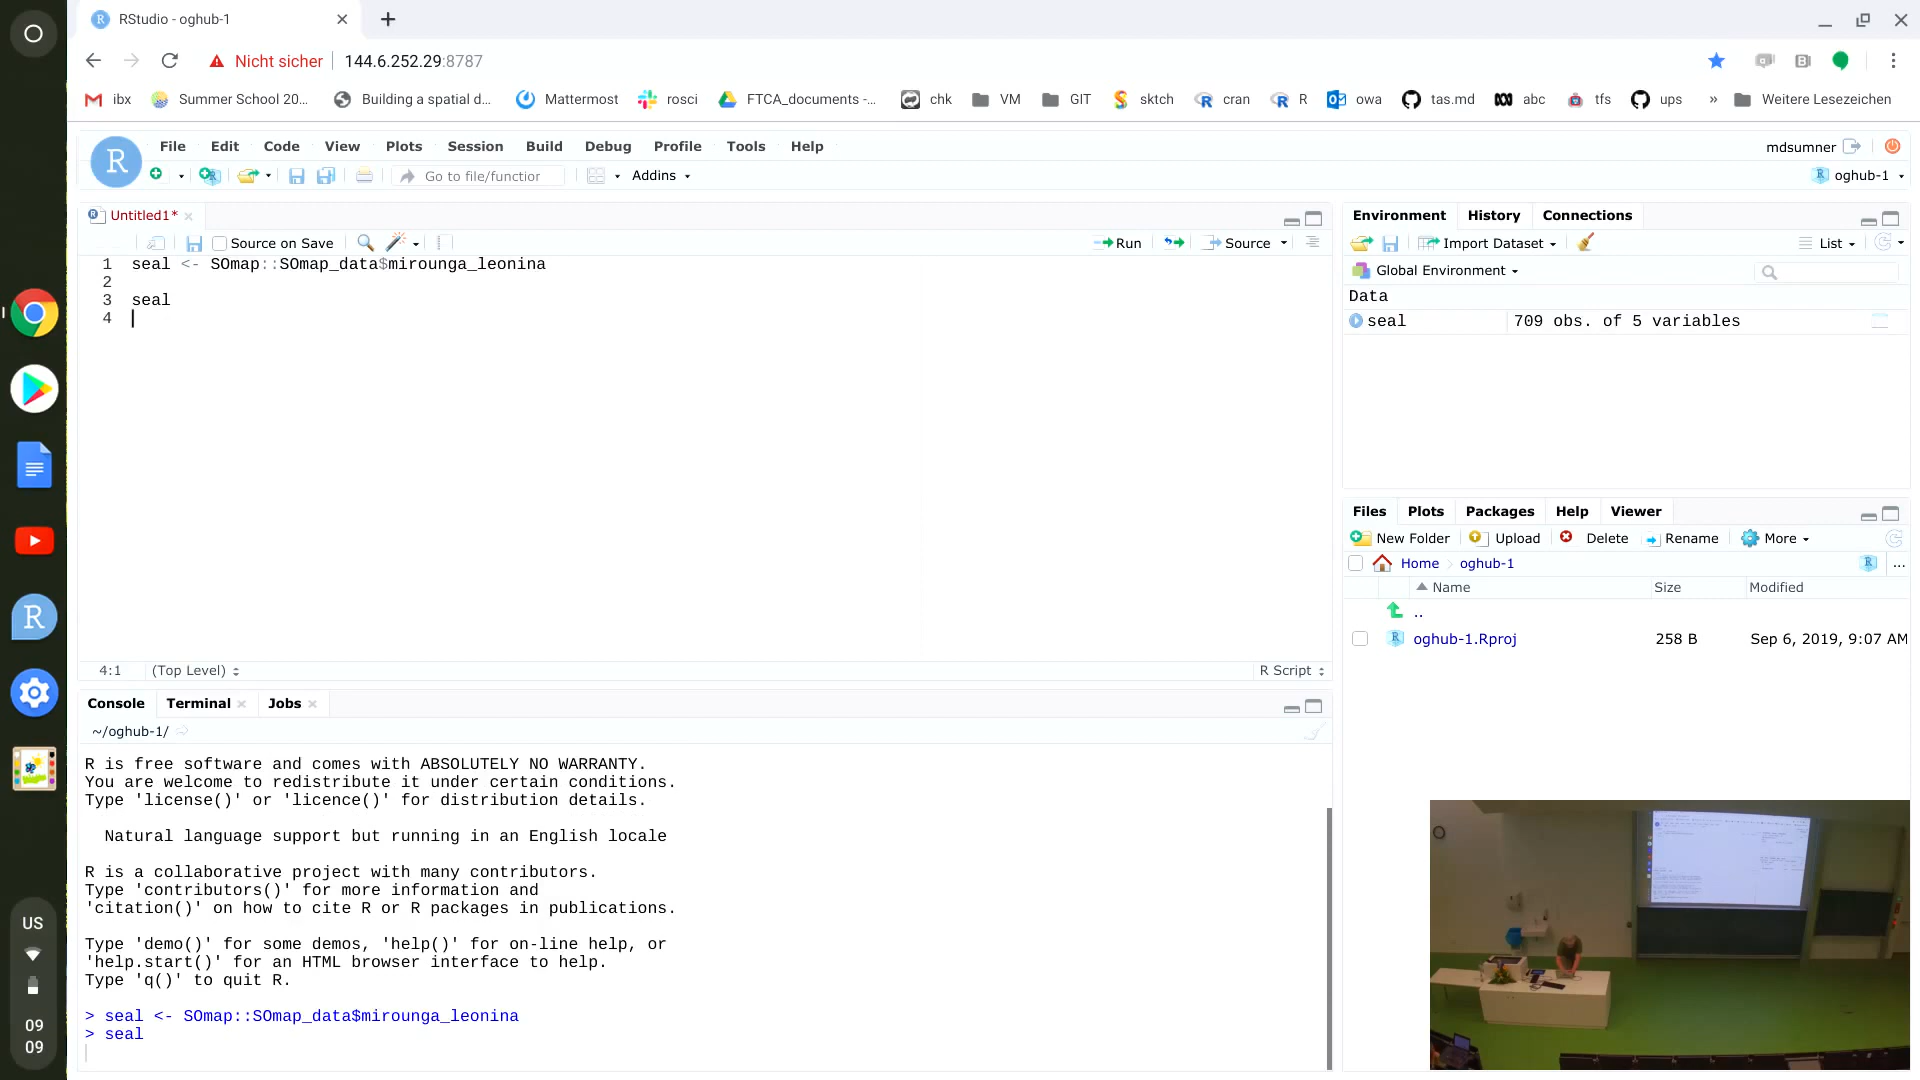 RStudio - oghub-1
Nicht sicher 144.6.252.29:8787
ibx Summer School 20... Building a spatial d... Mattermost rosci FTCA_documents -... chk VM GIT sktch cran R owa tas.md abc tfs ups » Weitere Lesezeichen
File Edit Code View Plots Session Build Debug Profile Tools Help
mdsumner
Go to file/function Addins
oghub-1
Untitled1*
Source on Save
Run
Source
1 seal <- SOmap::SOmap_data$mirounga_leonina
2
3 seal
4
4:1 (Top Level)
R Script
Console Terminal Jobs
~/oghub-1/
R is free software and comes with ABSOLUTELY NO WARRANTY.
You are welcome to redistribute it under certain conditions.
Type 'license()' or 'licence()' for distribution details.
Natural language support but running in an English locale
R is a collaborative project with many contributors.
Type 'contributors()' for more information and
'citation()' on how to cite R or R packages in publications.
Type 'demo()' for some demos, 'help()' for on-line help, or
'help.start()' for an HTML browser interface to help.
Type 'q()' to quit R.
> seal <- SOmap::SOmap_data$mirounga_leonina
> seal
Environment History Connections
Import Dataset
List
Global Environment
Data
seal 709 obs. of 5 variables
Files Plots Packages Help Viewer
New Folder Upload Delete Rename More
Home oghub-1
...
Name Size Modified
..
oghub-1.Rproj 258 B Sep 6, 2019, 9:07 AM
US
09
09